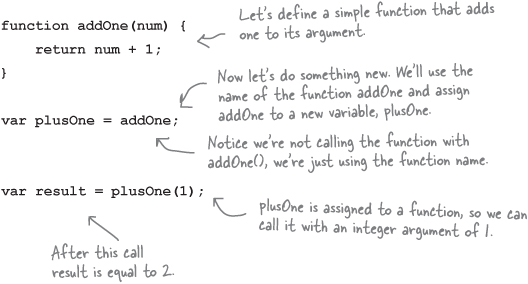 function addOne(num) {
Let's define a simple function that adds
one to its argument.
return num + 1;
}
Now let's do something new. We'll use the
name of the function addOne and assign
addOne to a new variable, plusOne.
var plusOne = addOne;
Notice we're not calling the function with
addOne(), we're just using the function name.
var result = plusOne(1);
plusOne is assigned to a function, so we can
call it with an integer argument of 1.
After this call
result is equal to 2.